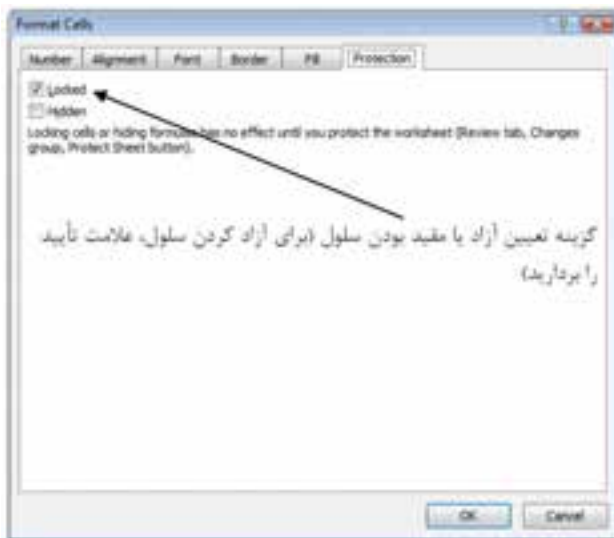 Format Cells
Number Alignment Font Border Fill Protection
Locked
Hidden
Locking cells or hiding formulas has no effect until you protect the worksheet (Review tab, Changes
group, Protect Sheet button).
گزینه تعیین آزاد یا مقید بودن سلول (برای آزاد کردن سلول، علامت تأیید
را بردارید)
OK Cancel